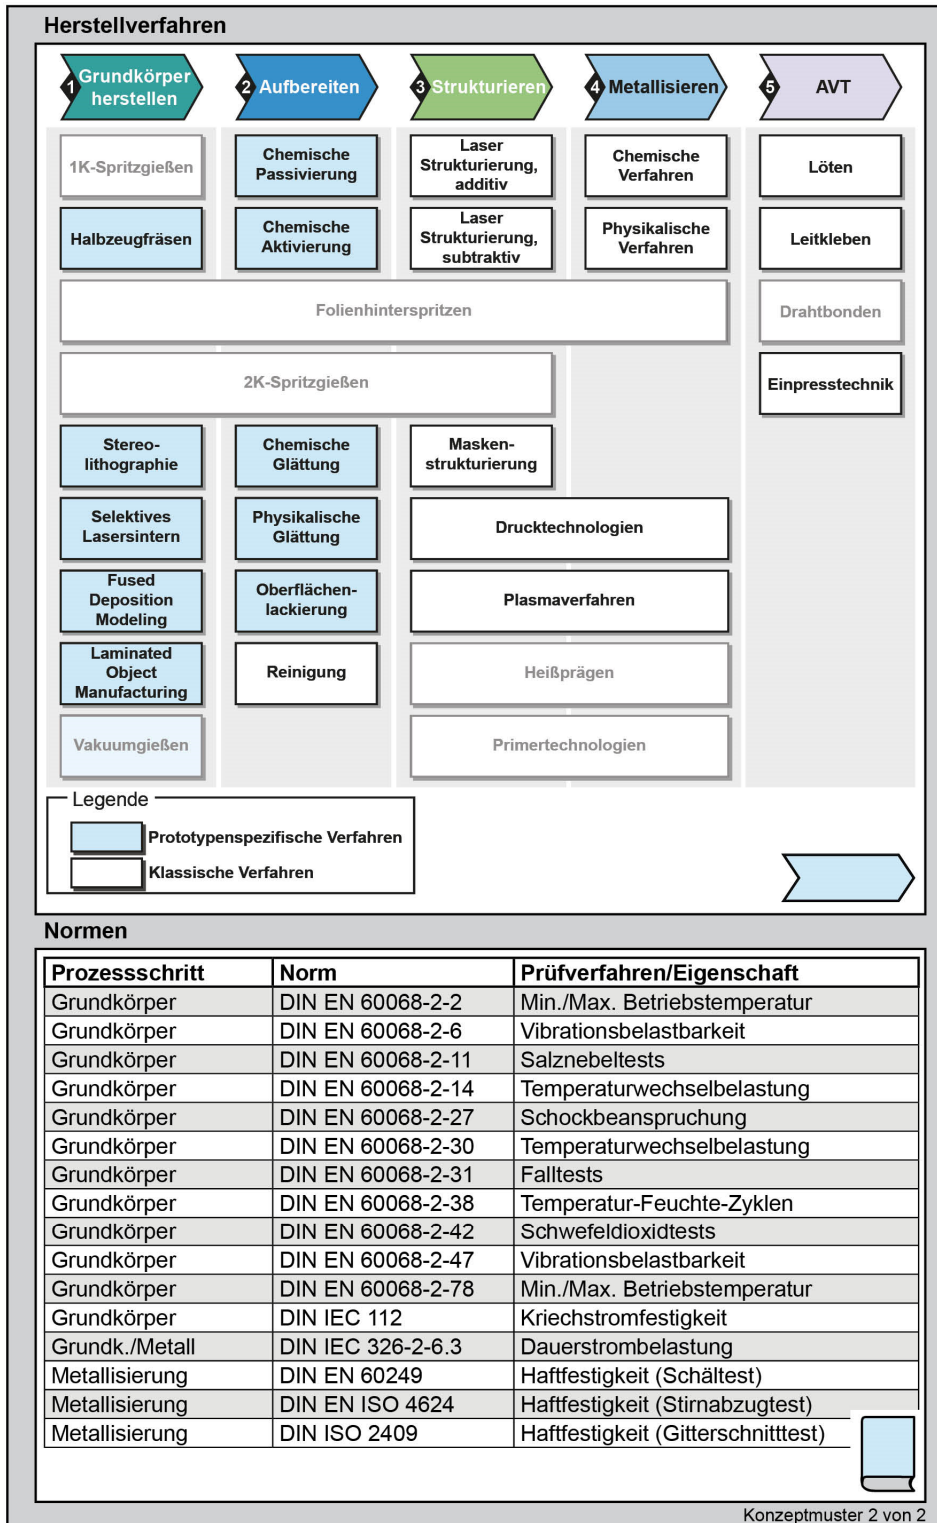 Herstellverfahren
1 Grundkörper
herstellen
2 Aufbereiten
3 Strukturieren
4 Metallisieren
5 AVT
1K-Spritzgießen
Chemische
Passivierung
Laser
Strukturierung,
additiv
Chemische
Verfahren
Löten
Halbzeugfräsen
Chemische
Aktivierung
Laser
Strukturierung,
subtraktiv
Physikalische
Verfahren
Leitkleben
Folienhinterspritzen
Drahtbonden
2K-Spritzgießen
Einpresstechnik
Stereo-
lithographie
Chemische
Glättung
Masken-
strukturierung
Selektives
Lasersintern
Physikalische
Glättung
Drucktechnologien
Fused
Deposition
Modeling
Oberflächen-
lackierung
Plasmaverfahren
Laminated
Object
Manufacturing
Reinigung
Heißprägen
Vakuumgießen
Primertechnologien
Legende
Prototypenspezifische Verfahren
Klassische Verfahren
Normen
Prozessschritt Norm Prüfverfahren/Eigenschaft
Grundkörper DIN EN 60068-2-2 Min./Max. Betriebstemperatur
Grundkörper DIN EN 60068-2-6 Vibrationsbelastbarkeit
Grundkörper DIN EN 60068-2-11 Salznebeltests
Grundkörper DIN EN 60068-2-14 Temperaturwechselbelastung
Grundkörper DIN EN 60068-2-27 Schockbeanspruchung
Grundkörper DIN EN 60068-2-30 Temperaturwechselbelastung
Grundkörper DIN EN 60068-2-31 Falltests
Grundkörper DIN EN 60068-2-38 Temperatur-Feuchte-Zyklen
Grundkörper DIN EN 60068-2-42 Schwefeldioxidtests
Grundkörper DIN EN 60068-2-47 Vibrationsbelastbarkeit
Grundkörper DIN EN 60068-2-78 Min./Max. Betriebstemperatur
Grundkörper DIN IEC 112 Kriechstromfestigkeit
Grundk./Metall DIN IEC 326-2-6.3 Dauerstrombelastung
Metallisierung DIN EN 60249 Haftfestigkeit (Schältest)
Metallisierung DIN EN ISO 4624 Haftfestigkeit (Stirnabzugtest)
Metallisierung DIN ISO 2409 Haftfestigkeit (Gitterschnitttest)
Konzeptmuster 2 von 2